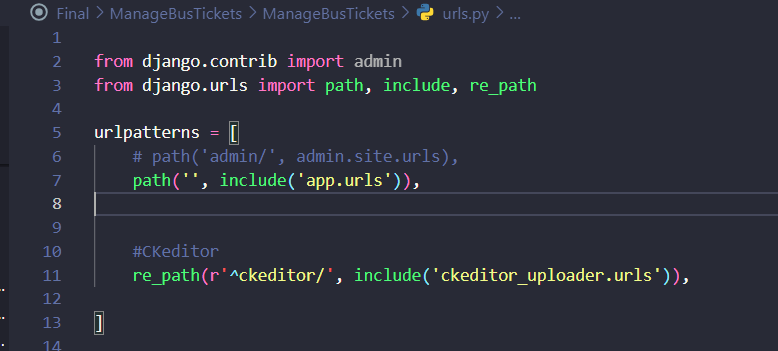 Final > ManageBusTickets > ManageBusTickets > urls.py > ...
1
2 from django.contrib import admin
3 from django.urls import path, include, re_path
4
5 urlpatterns = [
6 # path('admin/', admin.site.urls),
7 path('', include('app.urls')),
8
9
10 #CKeditor
11 re_path(r'^ckeditor/', include('ckeditor_uploader.urls')),
12
13 ]
14